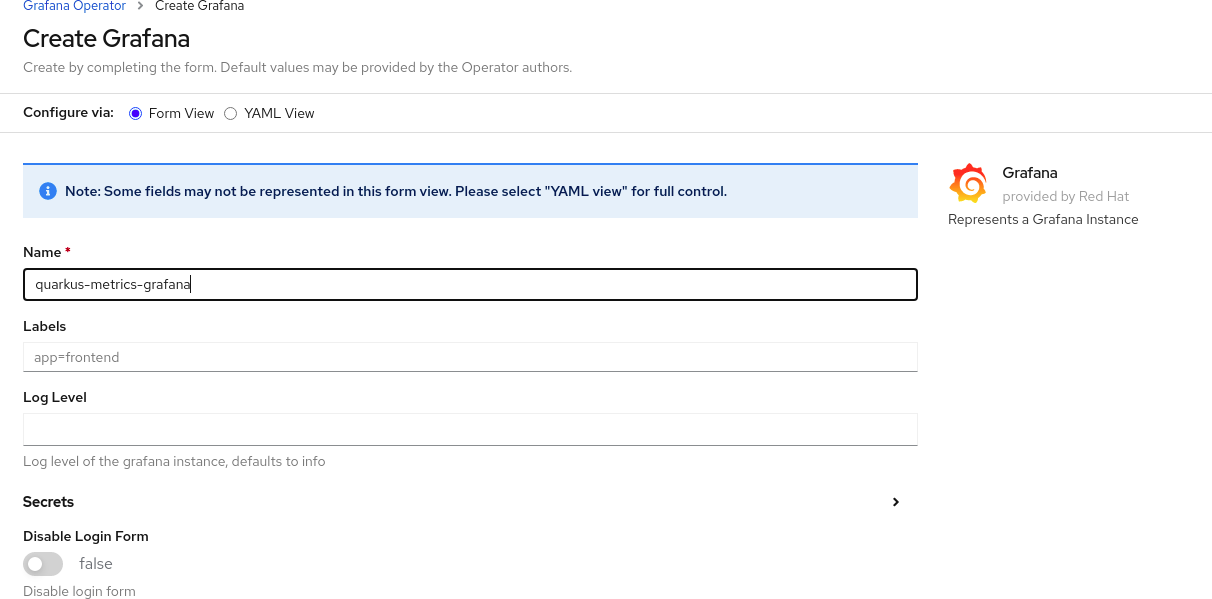 Grafana Operator > Create Grafana
Create Grafana
Create by completing the form. Default values may be provided by the Operator authors.
Configure via: Form View YAML View
Note: Some fields may not be represented in this form view. Please select "YAML view" for full control.
Grafana
provided by Red Hat
Represents a Grafana Instance
Name *
quarkus-metrics-grafana
Labels
app=frontend
Log Level
Log level of the grafana instance, defaults to info
Secrets
Disable Login Form
false
Disable login form